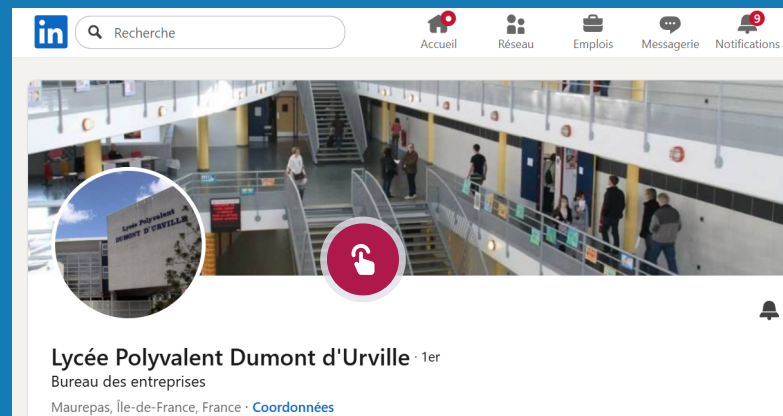 in Recherche
Accueil Réseau Emplois Messagerie 9 Notifications
Lycée Polyvalent
DUMONT D'URVILLE
Lycée Polyvalent Dumont d'Urville · 1er
Bureau des entreprises
Maurepas, Île-de-France, France · Coordonnées